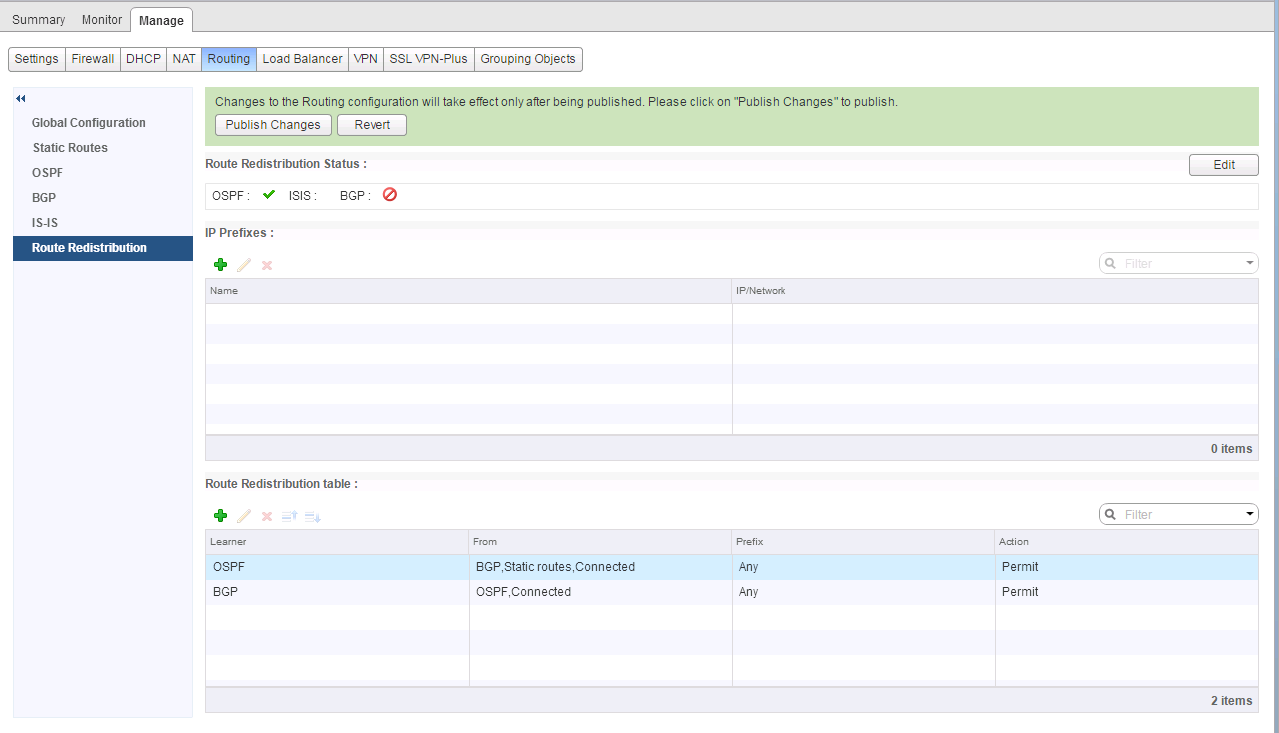 Summary Monitor Manage
Settings Firewall DHCP NAT Routing Load Balancer VPN SSL VPN-Plus Grouping Objects
Global Configuration
Static Routes
OSPF
BGP
IS-IS
Route Redistribution
Changes to the Routing configuration will take effect only after being published. Please click on "Publish Changes" to publish.
Publish Changes Revert
Route Redistribution Status :
Edit
OSPF : ISIS : BGP :
IP Prefixes :
Filter
Name IP/Network
0 items
Route Redistribution table :
Filter
Learner From Prefix Action
OSPF BGP,Static routes,Connected Any Permit
BGP OSPF,Connected Any Permit
2 items